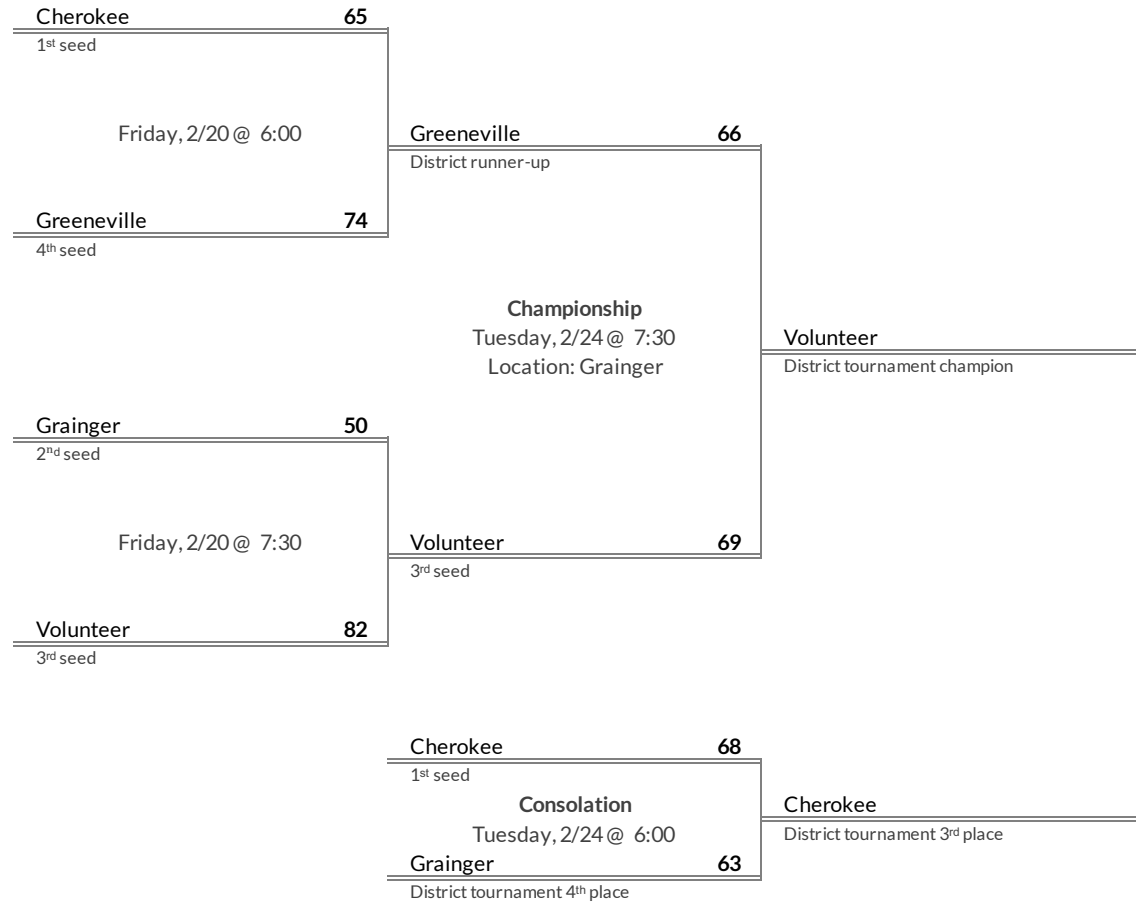 Cherokee 65
1st seed
Friday, 2/20 @ 6:00
Greeneville 66
District runner-up
Greeneville 74
4th seed
Championship
Tuesday, 2/24 @ 7:30
Location: Grainger
Volunteer
District tournament champion
Grainger 50
2nd seed
Friday, 2/20 @ 7:30
Volunteer 69
3rd seed
Volunteer 82
3rd seed
Cherokee 68
1st seed
Consolation
Tuesday, 2/24 @ 6:00
Cherokee
District tournament 3rd place
Grainger 63
District tournament 4th place